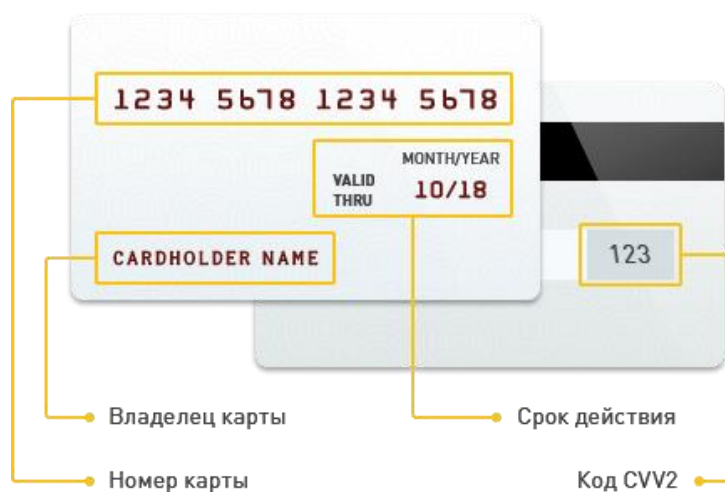 1234 5678 1234 5678
MONTH/YEAR
VALID THRU 10/18
123
CARDHOLDER NAME
Владелец карты
Срок действия
Номер карты
Код CVV2